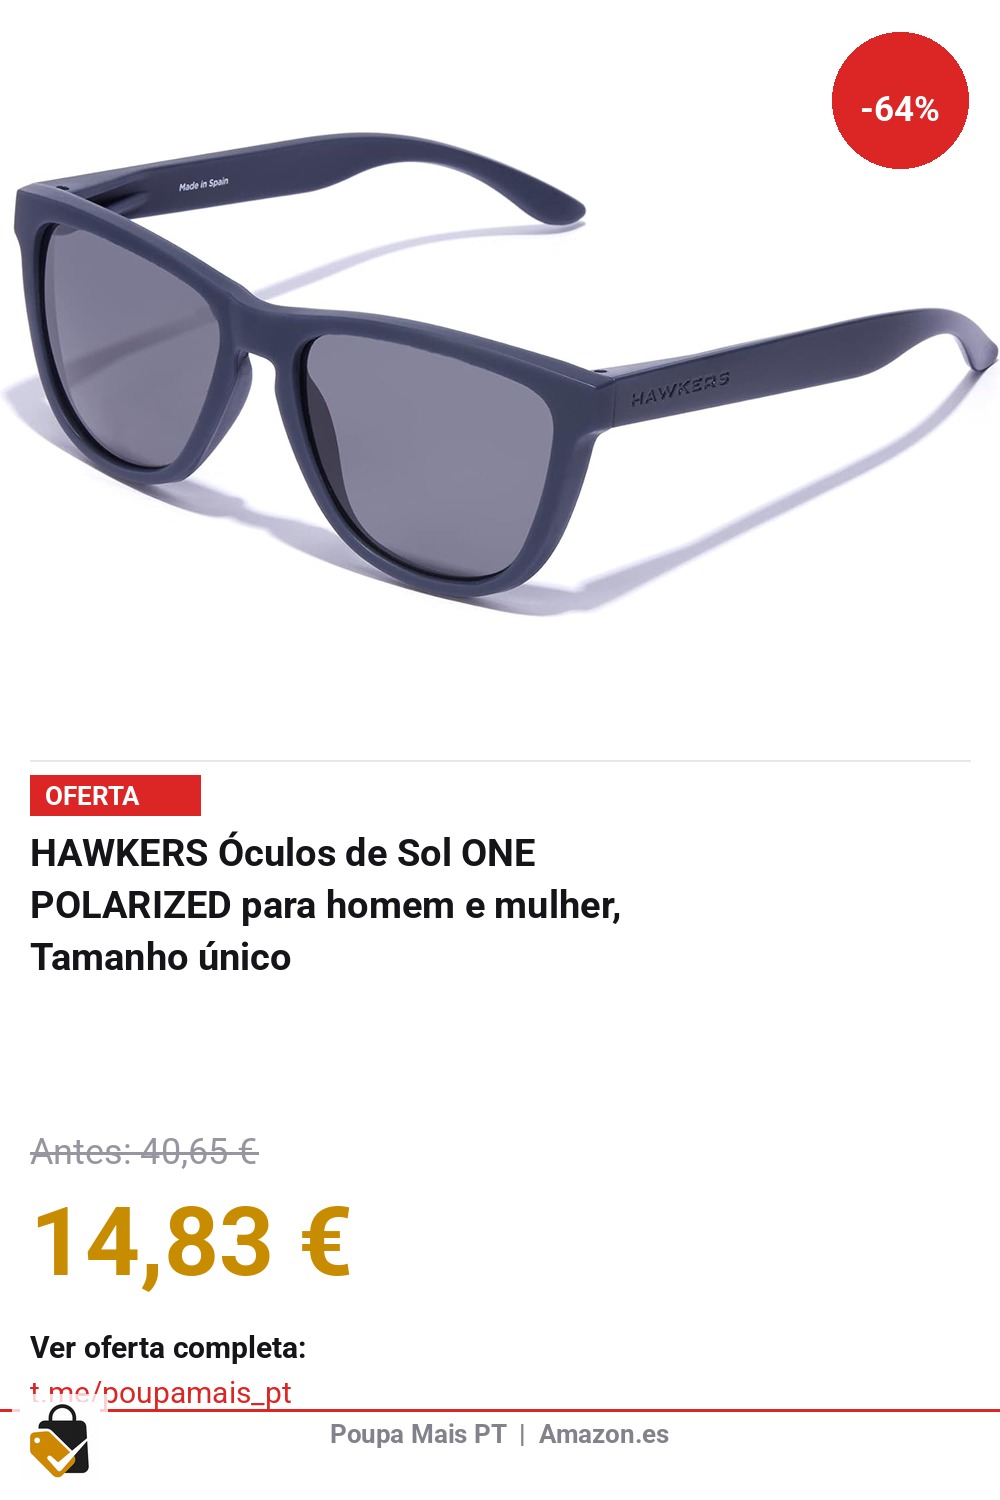 -64%
Made in Spain
HAWKERS
OFERTA
HAWKERS Óculos de Sol ONE
POLARIZED para homem e mulher,
Tamanho único
Antes: 40,65 €
14,83 €
Ver oferta completa:
t.me/poupamais_pt
Poupa Mais PT | Amazon.es